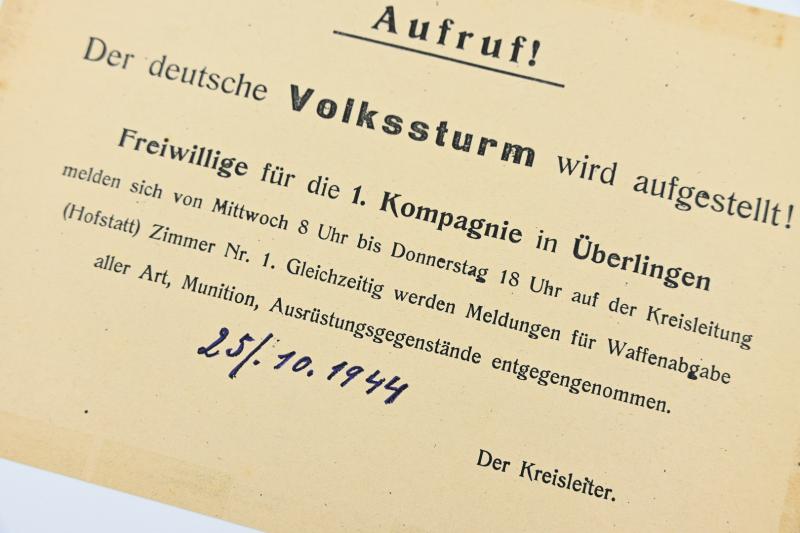 Aufruf!
Der deutsche Volkssturm wird aufgestellt!
Freiwillige für die 1. Kompagnie in Überlingen
melden sich von Mittwoch 8 Uhr bis Donnerstag 18 Uhr auf der Kreisleitung
(Hofstatt) Zimmer Nr. 1. Gleichzeitig werden Meldungen für Waffenabgabe
aller Art, Munition, Ausrüstungsgegenstände entgegengenommen.
25/. 10. 1944
Der Kreisleiter.